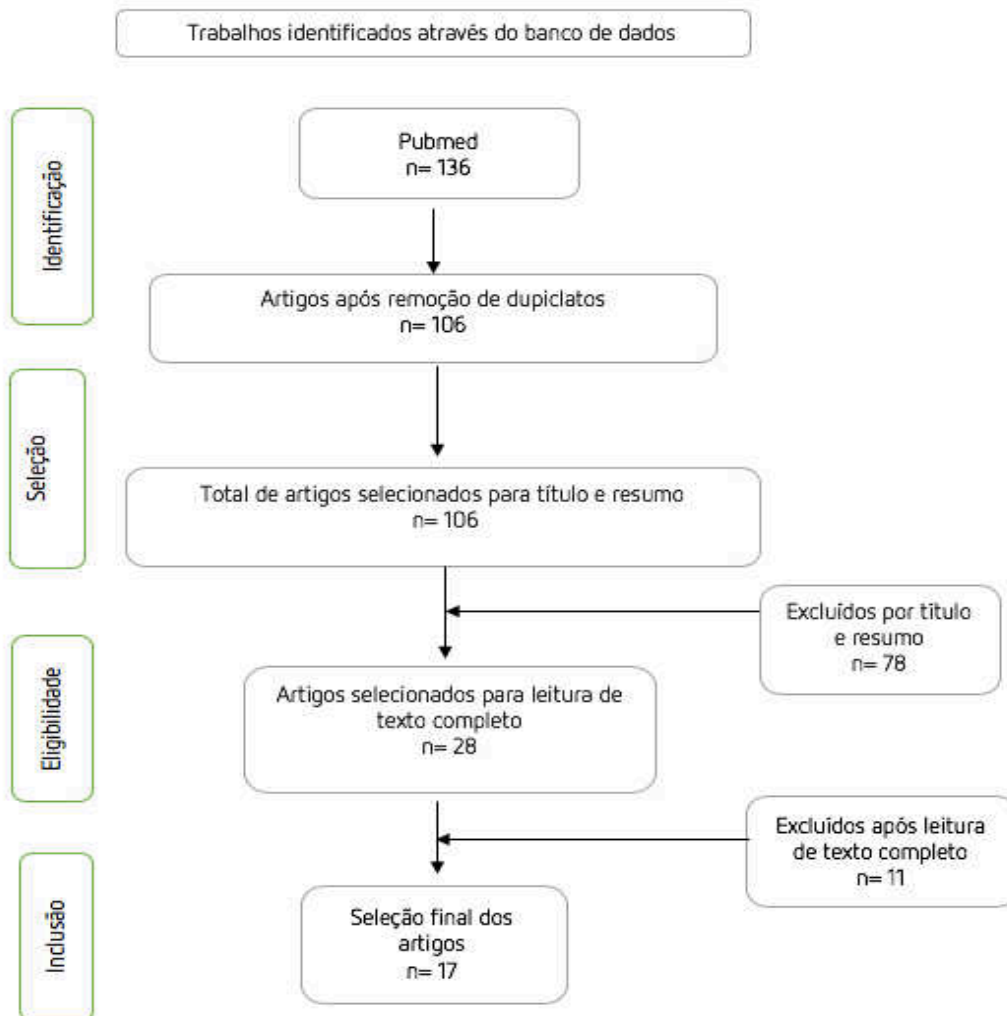 Trabalhos identificados através do banco de dados
Identificação
Pubmed
n= 136
Artigos após remoção de dupiclatos
n= 106
Seleção
Total de artigos selecionados para título e resumo
n= 106
Excluídos por título
e resumo
n= 78
Eligibilidade
Artigos selecionados para leitura de
texto completo
n= 28
Excluídos após leitura
de texto completo
n= 11
Inclusão
Seleção final dos
artigos
n= 17